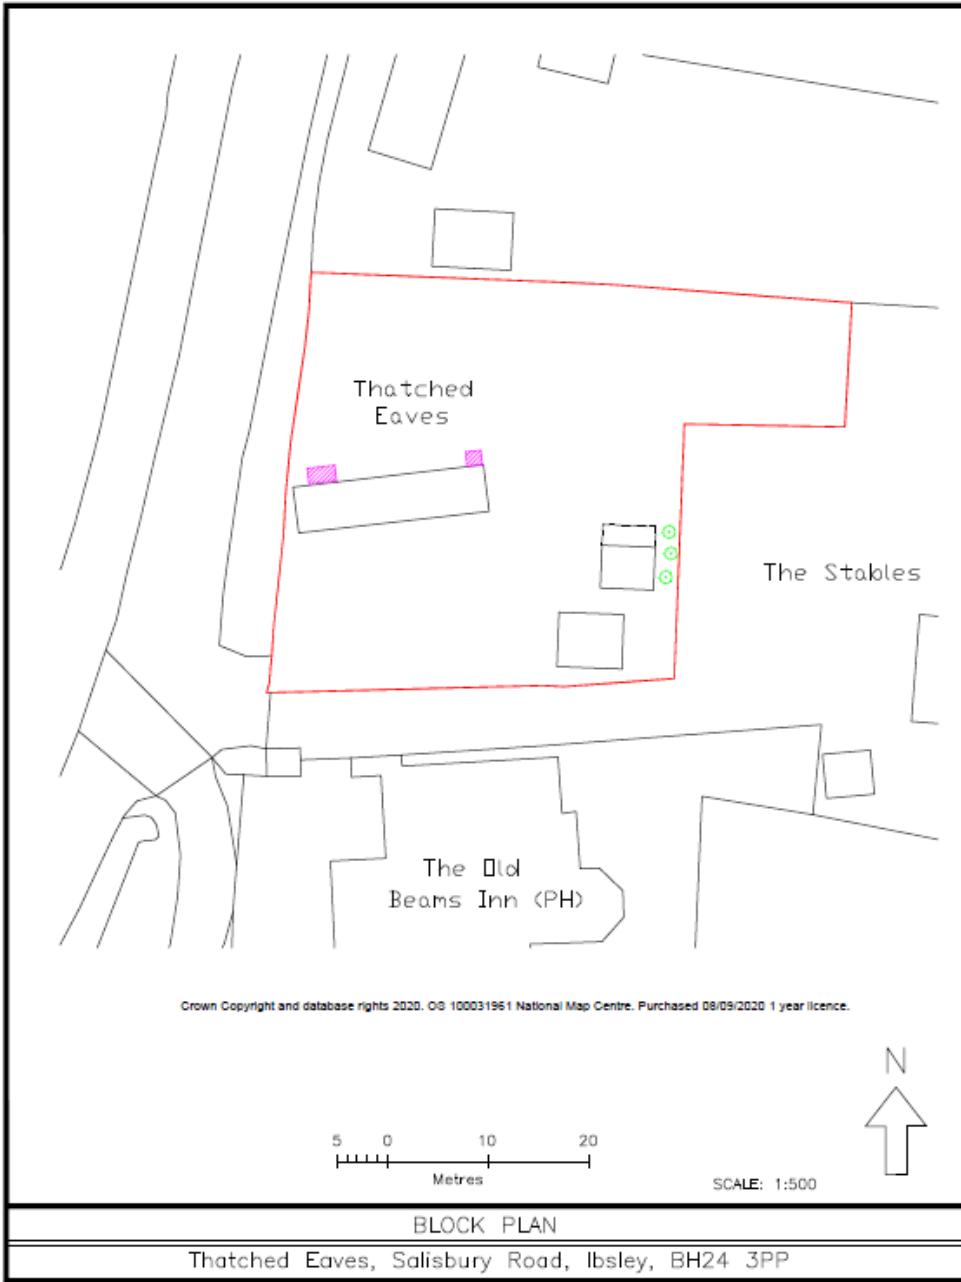 Thatched
Eaves
The Stables
The Old
Beams Inn (PH)
Crown Copyright and database rights 2020. OS 100031961 National Map Centre. Purchased 08/09/2020 1 year licence.
N
5 0 10 20
Metres
SCALE: 1:500
BLOCK PLAN
Thatched Eaves, Salisbury Road, Ibsley, BH24 3PP